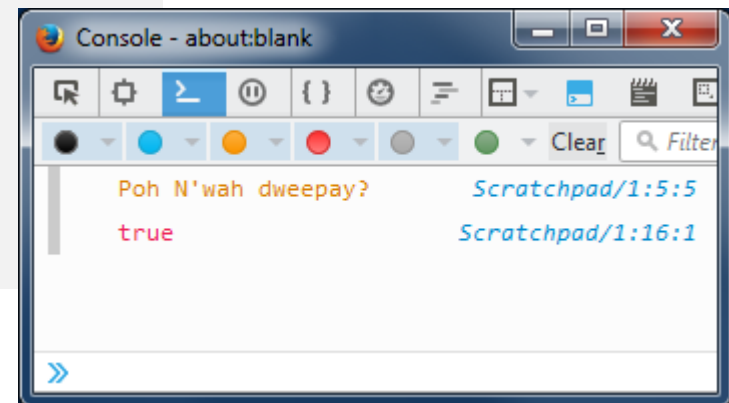 Console - about:blank
{ }
Clear Filter
Poh N'wah dweepay? Scratchpad/1:5:5
true Scratchpad/1:16:1
»